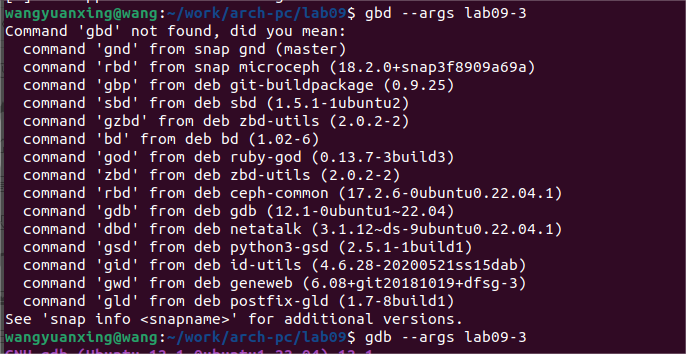 wangyuanxing@wang:~/work/arch-pc/lab09$ gbd --args lab09-3
Command 'gbd' not found, did you mean:
  command 'gnd' from snap gnd (master)
  command 'rbd' from snap microceph (18.2.0+snap3f8909a69a)
  command 'gbp' from deb git-buildpackage (0.9.25)
  command 'sbd' from deb sbd (1.5.1-1ubuntu2)
  command 'gzbd' from deb zbd-utils (2.0.2-2)
  command 'bd' from deb bd (1.02-6)
  command 'god' from deb ruby-god (0.13.7-3build3)
  command 'zbd' from deb zbd-utils (2.0.2-2)
  command 'rbd' from deb ceph-common (17.2.6-0ubuntu0.22.04.1)
  command 'gdb' from deb gdb (12.1-0ubuntu1~22.04)
  command 'dbd' from deb netatalk (3.1.12~ds-9ubuntu0.22.04.1)
  command 'gsd' from deb python3-gsd (2.5.1-1build1)
  command 'gid' from deb id-utils (4.6.28-20200521ss15dab)
  command 'gwd' from deb geneweb (6.08+git20181019+dfsg-3)
  command 'gld' from deb postfix-gld (1.7-8build1)
See 'snap info <snapname>' for additional versions.
wangyuanxing@wang:~/work/arch-pc/lab09$ gdb --args lab09-3